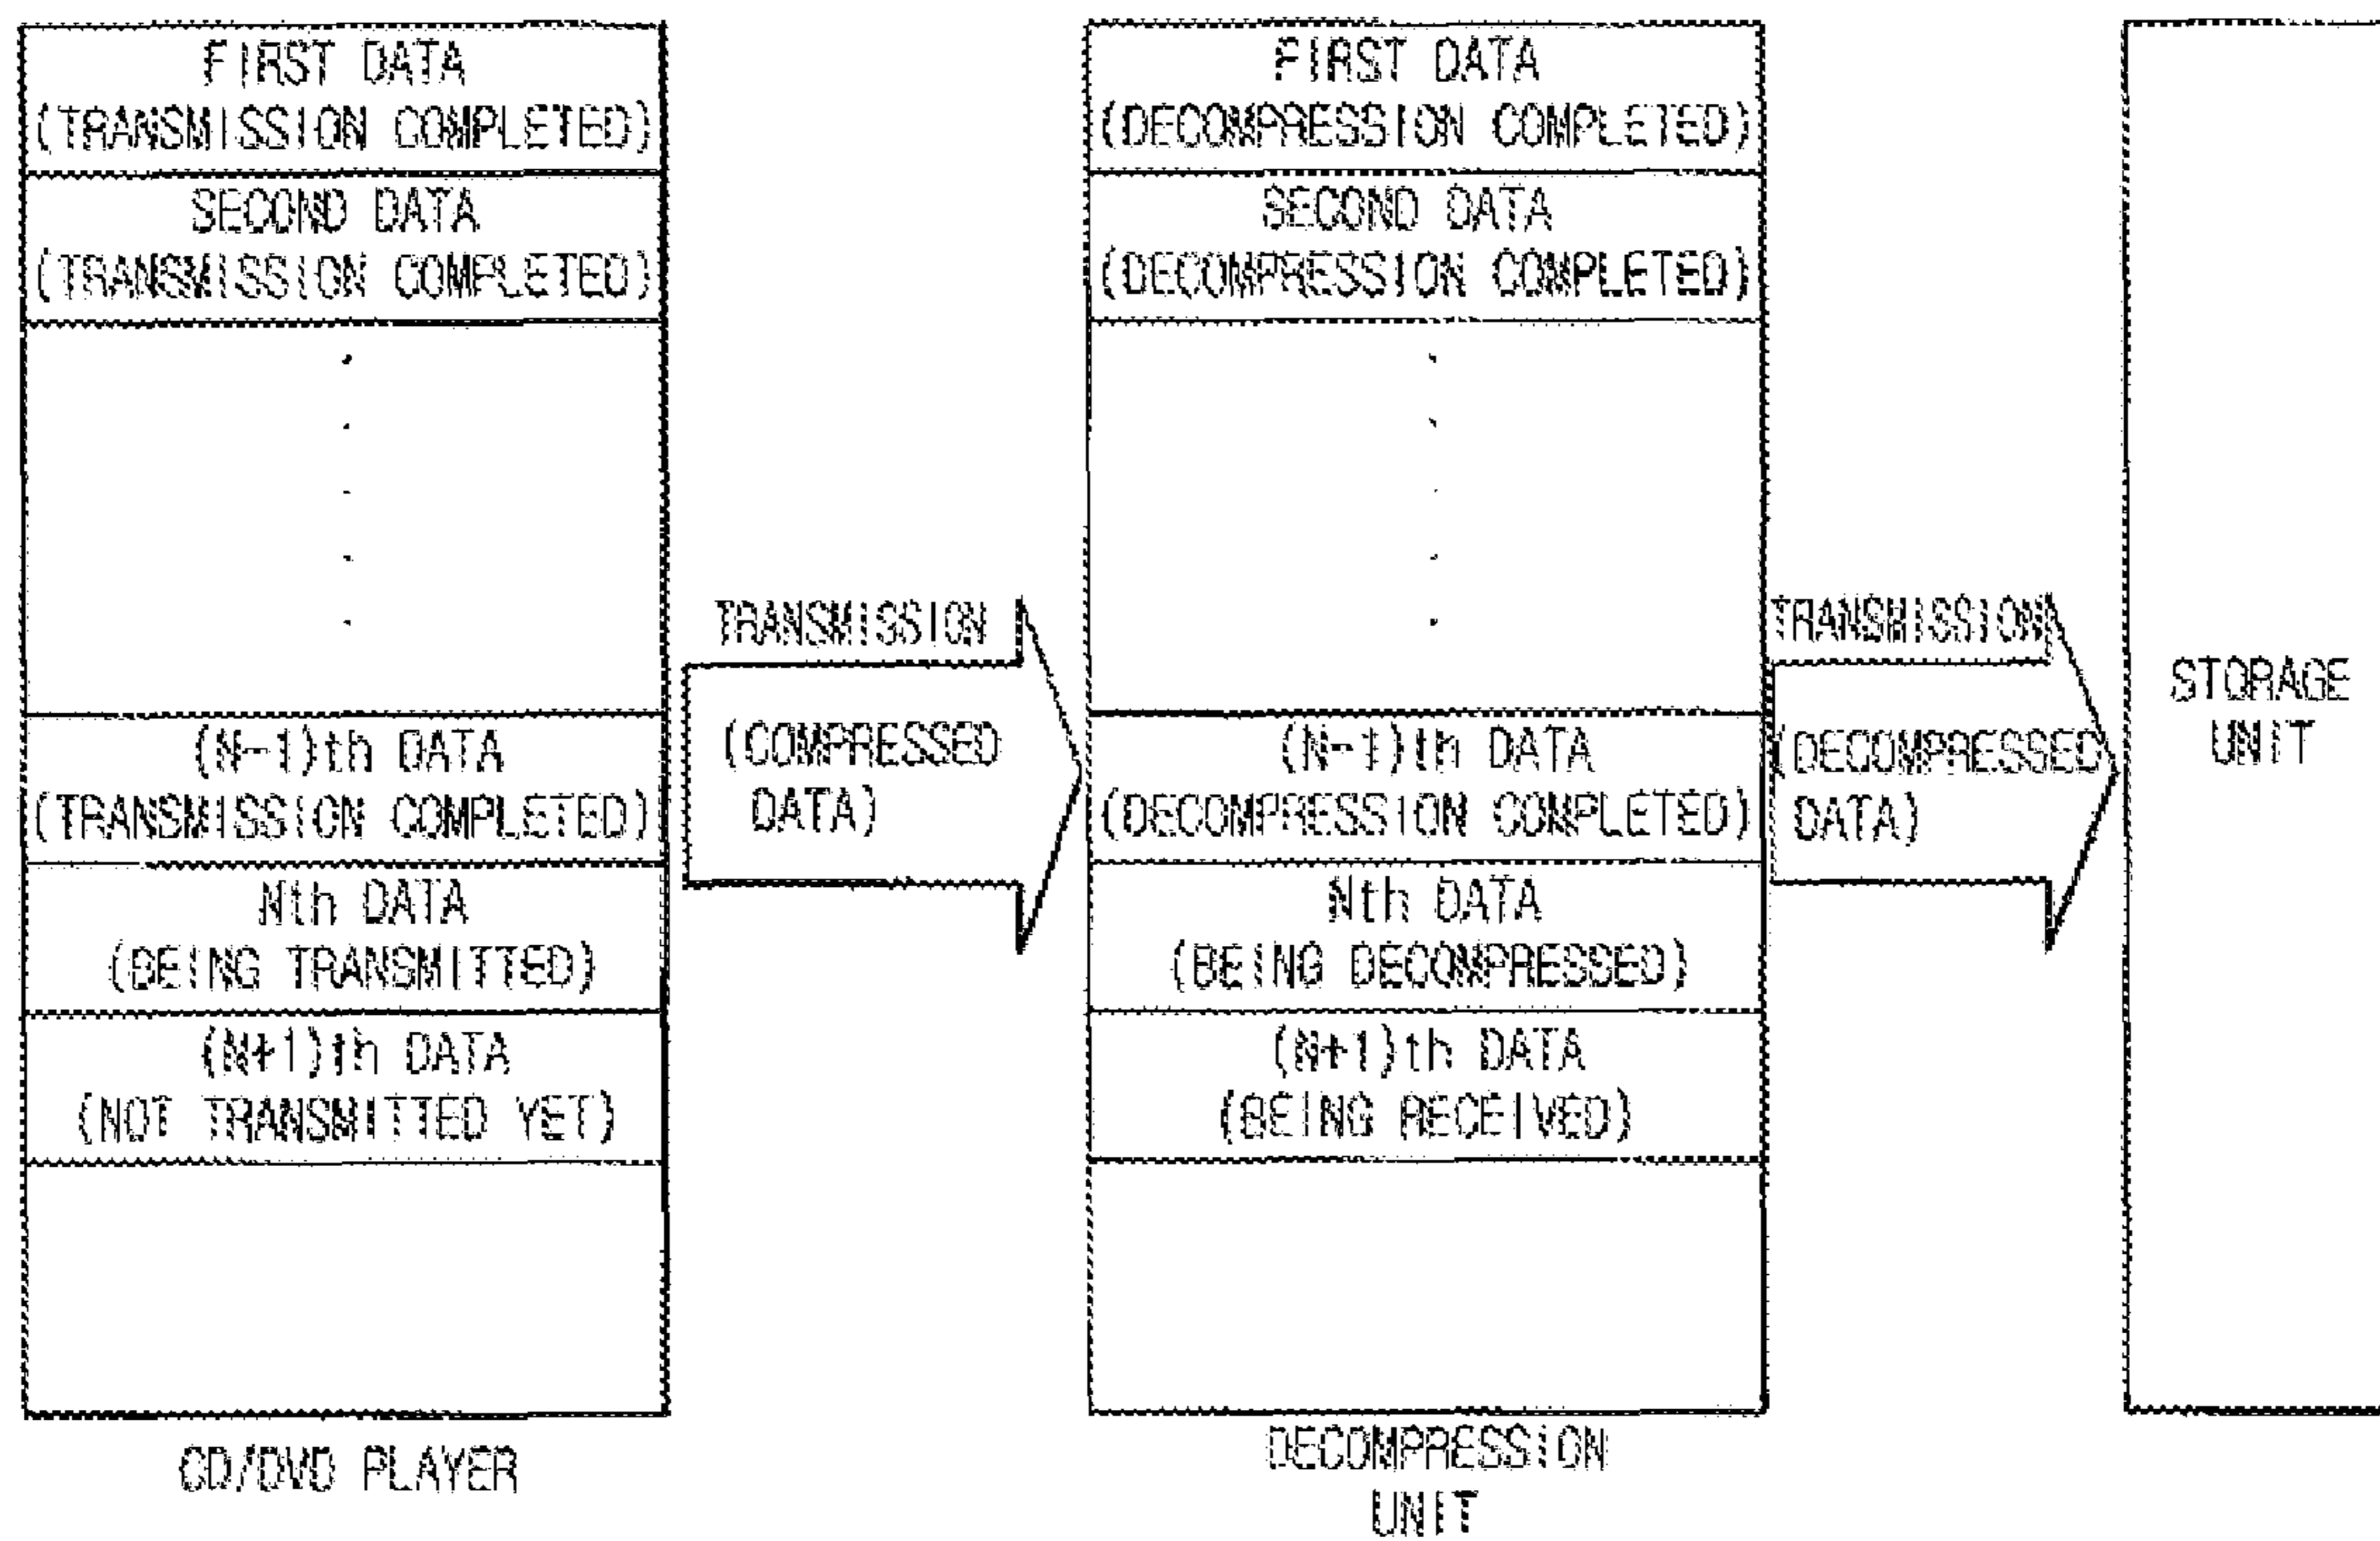 FIRST DATA
(TRANSMISSION COMPLETED)
SECOND DATA
(TRANSMISSION COMPLETED)
(N-1)th DATA
(TRANSMISSION COMPLETED)
Nth DATA
(BEING TRANSMITTED)
(N+1)th DATA
(NOT TRANSMITTED YET)
CD/DVD PLAYER
TRANSMISSION
(COMPRESSED
DATA)
FIRST DATA
(DECOMPRESSION COMPLETED)
SECOND DATA
(DECOMPRESSION COMPLETED)
(N-1)th DATA
(DECOMPRESSION COMPLETED)
Nth DATA
(BEING DECOMPRESSED)
(N+1)th DATA
(BEING RECEIVED)
DECOMPRESSION
UNIT
TRANSMISSION
(DECOMPRESSED
DATA)
STORAGE
UNIT